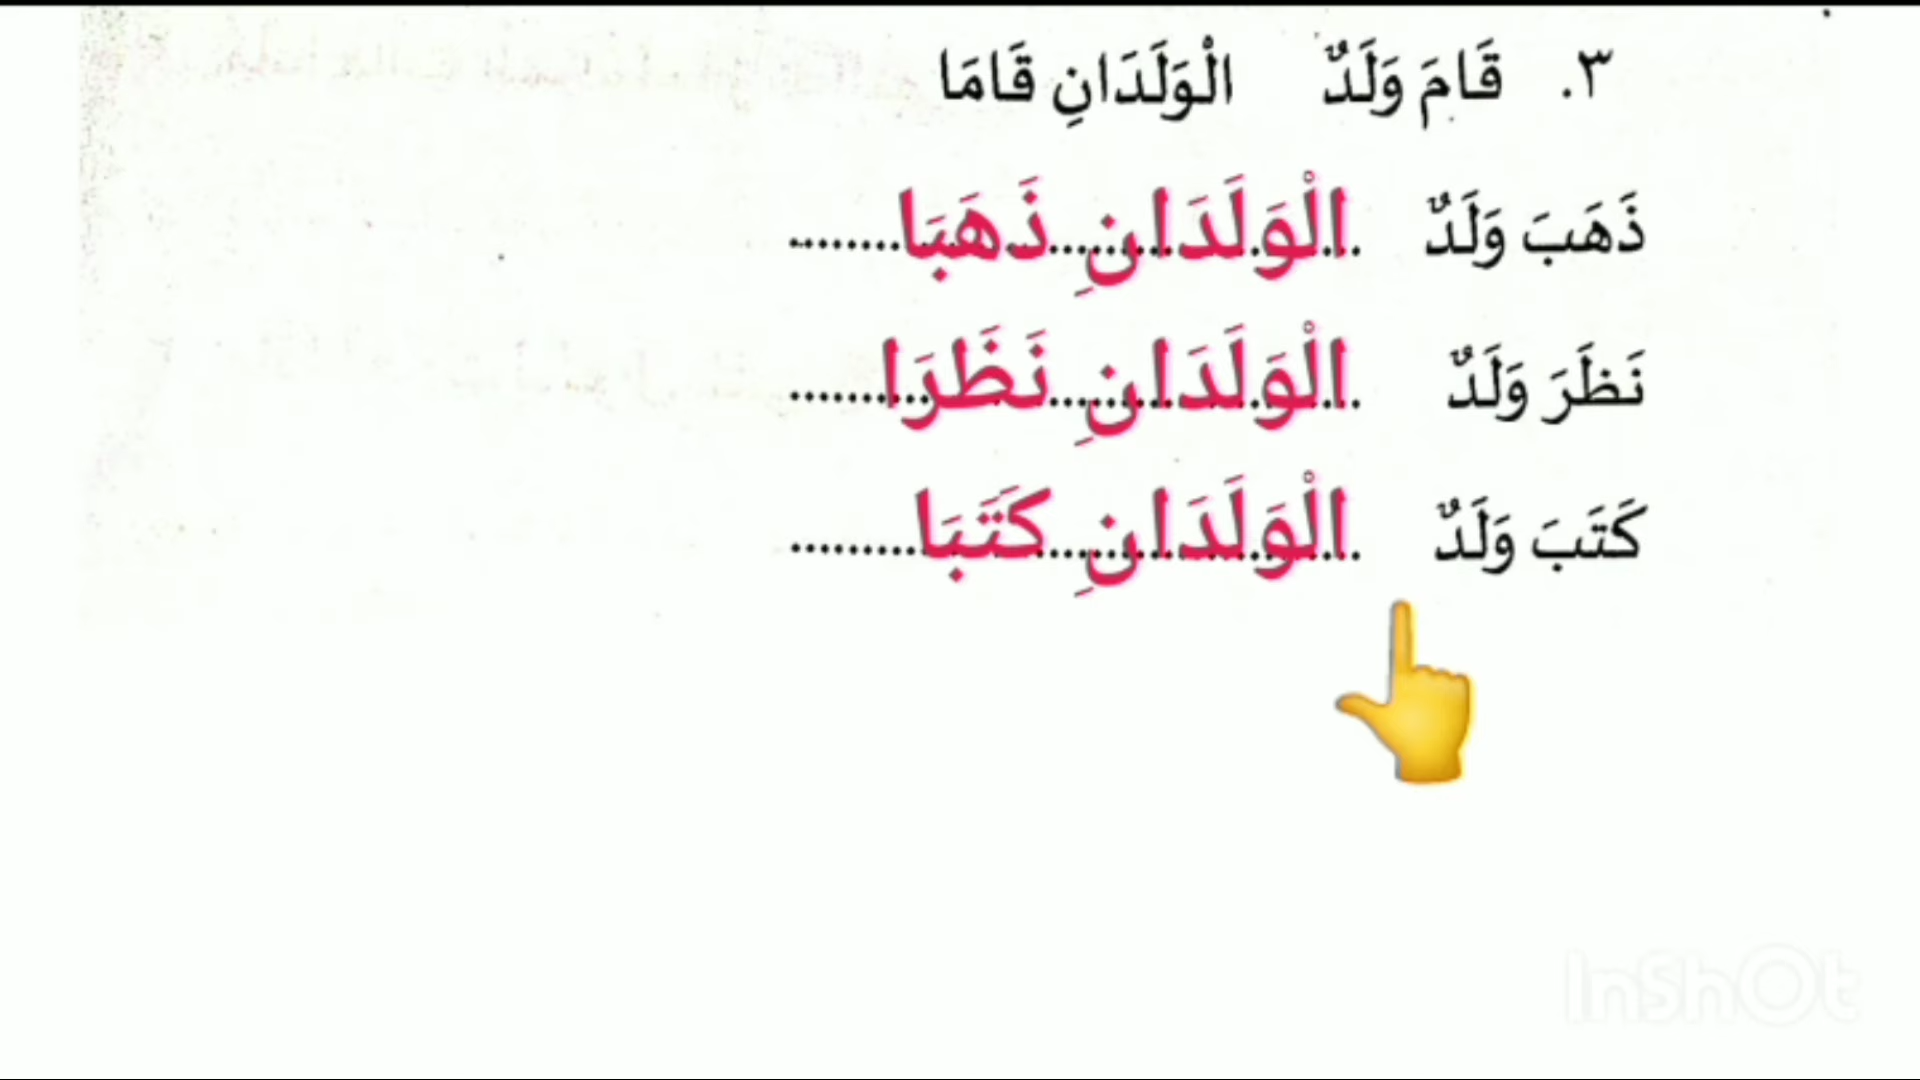 ٣. قَامَ وَلَدٌ الْوَلَدَانِ قَامَا
ذَهَبَ وَلَدٌ .الْوَلَدَانِ ذَهَبَا........
نَظَرَ وَلَدٌ .الْوَلَدَانِ نَظَرَا........
كَتَبَ وَلَدٌ .الْوَلَدَانِ كَتَبَا........
InShOt